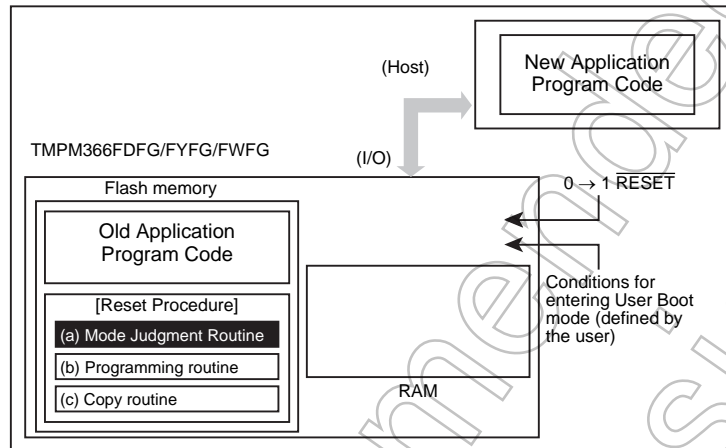 New Application
Program Code
(Host)
TMPM366FDFG/FYFG/FWFG
(I/O)
0 → 1 RESET
Flash memory
Old Application
Program Code
[Reset Procedure]
(a) Mode Judgment Routine
(b) Programming routine
(c) Copy routine
RAM
Conditions for
entering User Boot
mode (defined by
the user)